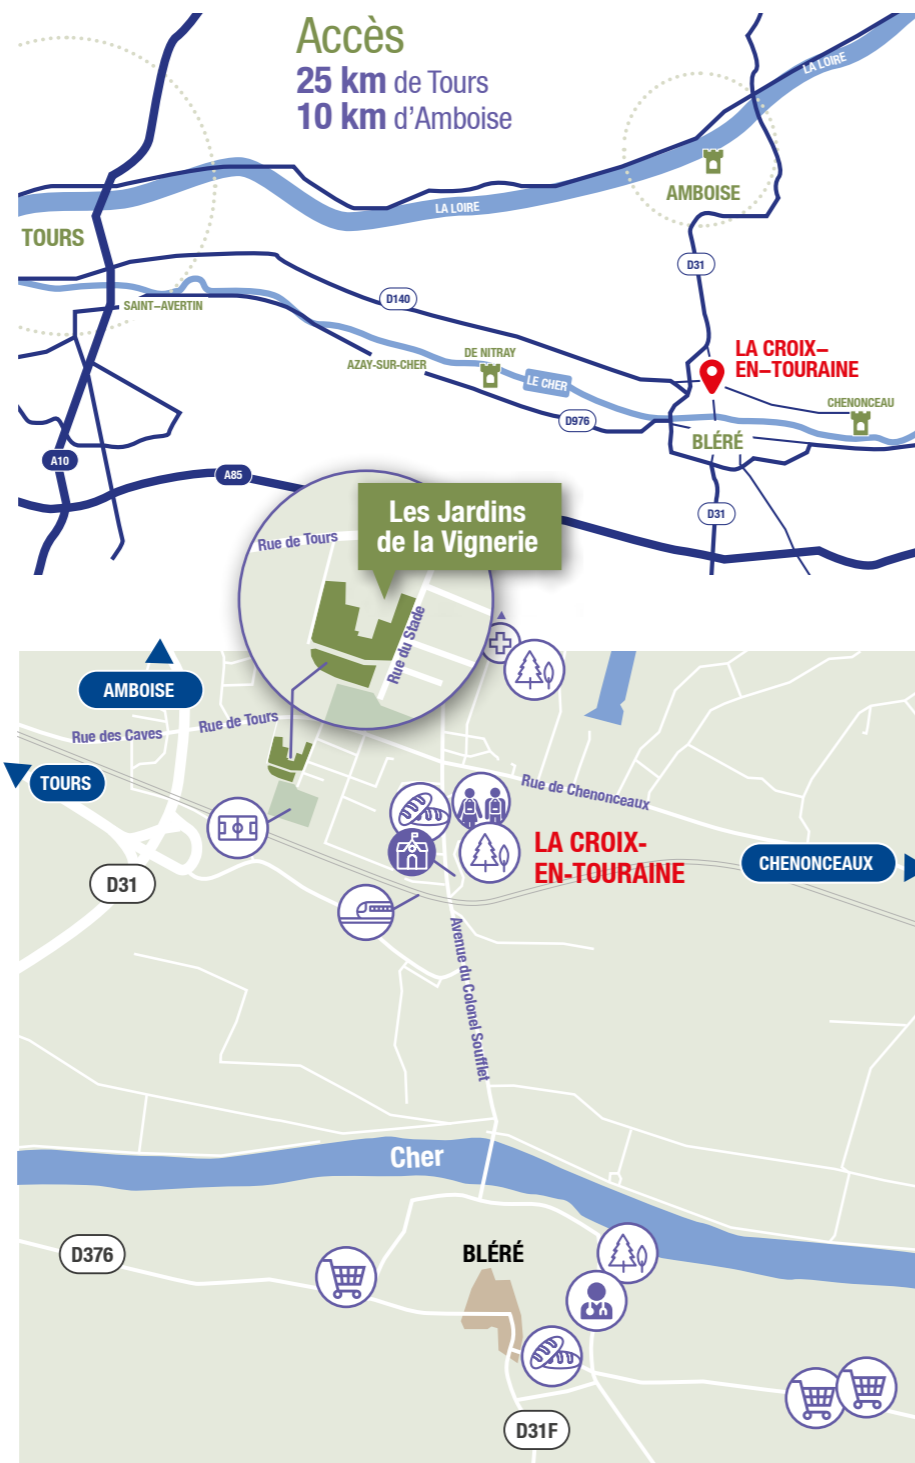 Accès
25 km de Tours
10 km d'Amboise
LA LOIRE
AMBOISE
LA LOIRE
TOURS
D31
D140
SAINT–AVERTIN
DE NITRAY
AZAY-SUR-CHER
LE CHER
LA CROIX–
EN–TOURAINE
CHENONCEAU
D976
BLÉRÉ
A10
A85
D31
Les Jardins
de la Vignerie
Rue de Tours
Rue du Stade
AMBOISE
Rue de Tours
Rue des Caves
TOURS
Rue de Chenonceaux
LA CROIX-
EN-TOURAINE
CHENONCEAUX
D31
Avenue du Colonel Soufflet
Cher
D376
BLÉRÉ
D31F